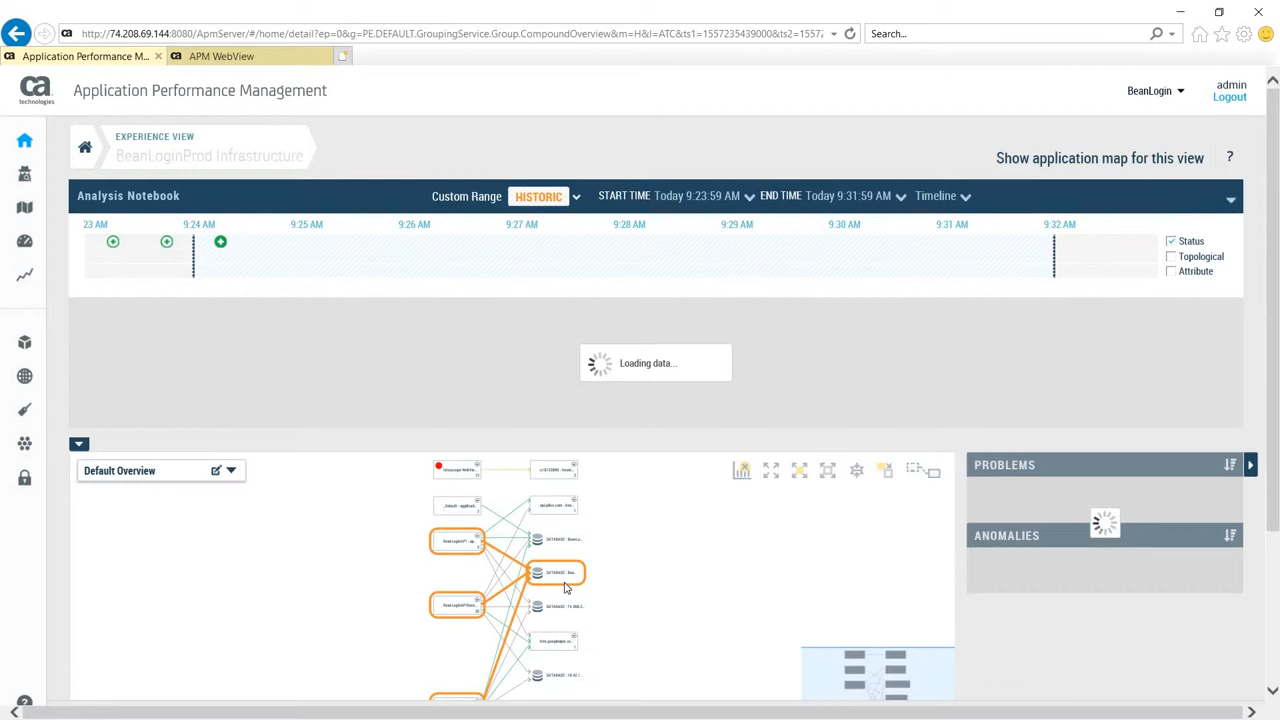 http://74.208.69.144:8080/ApmServer/#/home/detail?ep=0&g=PE.DEFAULT.GroupingService.Group.CompoundOverview&m=H&l=ATC&ts1=1557235439000&ts2=15572
Search...
Application Performance M...
APM WebView
ca
technologies
Application Performance Management
BeanLogin
admin
Logout
EXPERIENCE VIEW
BeanLoginProd Infrastructure
Show application map for this view
?
Analysis Notebook
Custom Range
HISTORIC
START TIME Today 9:23:59 AM
END TIME Today 9:31:59 AM
Timeline
23 AM 9:24 AM 9:25 AM 9:26 AM 9:27 AM 9:28 AM 9:29 AM 9:30 AM 9:31 AM 9:32 AM
Status
Topological
Attribute
Loading data...
Default Overview
PROBLEMS
ANOMALIES
DATABASE :
DATABASE :
DATABASE :
DATABASE :